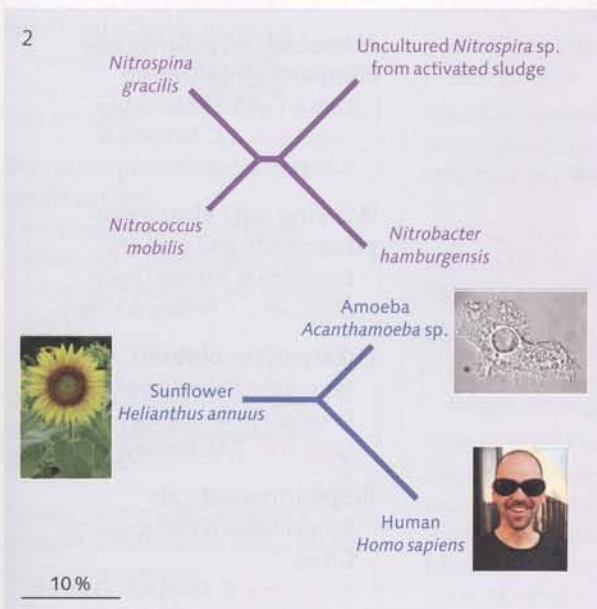 2
Nitrospina
gracilis
Uncultured Nitrospira sp.
from activated sludge
Nitrococcus
mobilis
Nitrobacter
hamburgensis
Amoeba
Acanthamoeba sp.
Sunflower
Helianthus annuus
Human
Homo sapiens
10 %